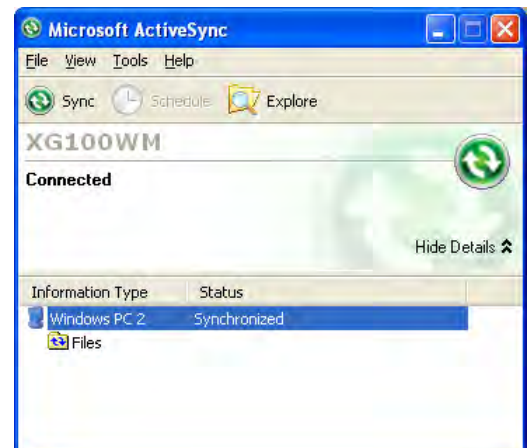 Microsoft ActiveSync
File View Tools Help
Sync Schedule Explore
XG100WM
Connected
Hide Details
Information Type Status
Windows PC 2 Synchronized
Files